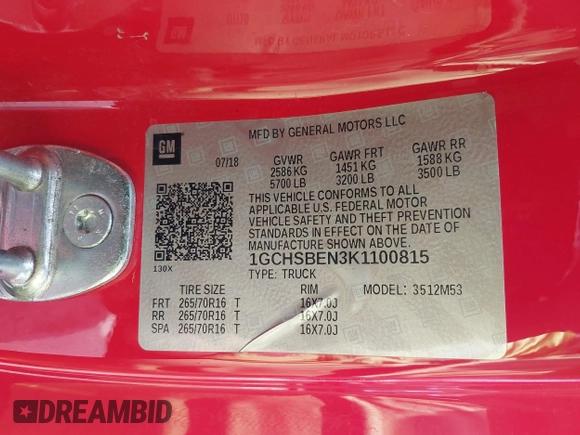 GM
MFD BY GENERAL MOTORS LLC
07/18 GVWR GAWR FRT GAWR RR
2586 KG 1451 KG 1588 KG
5700 LB 3200 LB 3500 LB
THIS VEHICLE CONFORMS TO ALL
APPLICABLE U.S. FEDERAL MOTOR
VEHICLE SAFETY AND THEFT PREVENTION
STANDARDS IN EFFECT ON THE DATE OF
MANUFACTURE SHOWN ABOVE.
1GCHSBEN3K1100815
130X
TYPE: TRUCK
TIRE SIZE RIM MODEL: 3512M53
FRT 265/70R16 T 16X7.0J
RR 265/70R16 T 16X7.0J
SPA 265/70R16 T 16X7.0J
DREAMBID